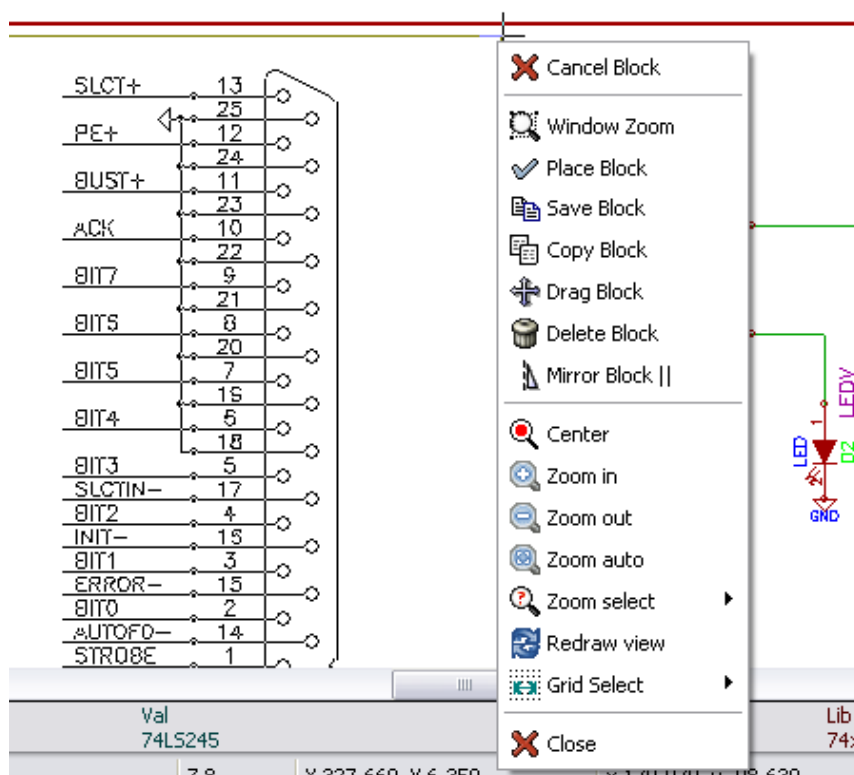 SLCT+ 13
25
PE+ 12
24
BUST+ 11
23
ACK 10
22
BIT7 9
21
BIT6 8
20
BIT5 7
19
BIT4 6
18
BIT3 5
SLCTIN- 17
BIT2 4
INIT- 16
BIT1 3
ERROR- 15
BIT0 2
AUTOFD- 14
STROBE 1
Cancel Block
Window Zoom
Place Block
Save Block
Copy Block
Drag Block
Delete Block
Mirror Block ||
Center
Zoom in
Zoom out
Zoom auto
Zoom select
Redraw view
Grid Select
Close
LEDV
1
LED
D2
2
GND
Val
74LS245
Lib
74x